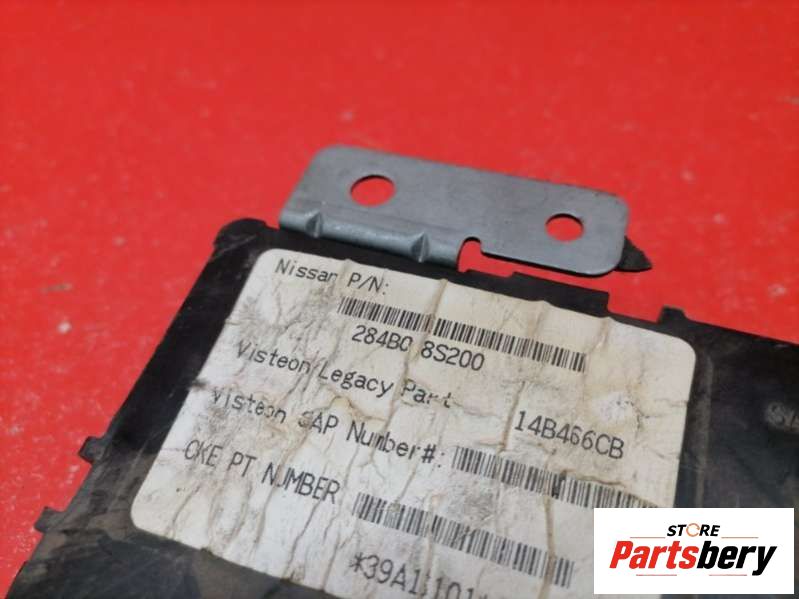 Nissan P/N:
284B0 8S200
Visteon Legacy Part 14B466CB
Visteon SAP Number#:
OKE PT NUMBER
STORE
Partsbery